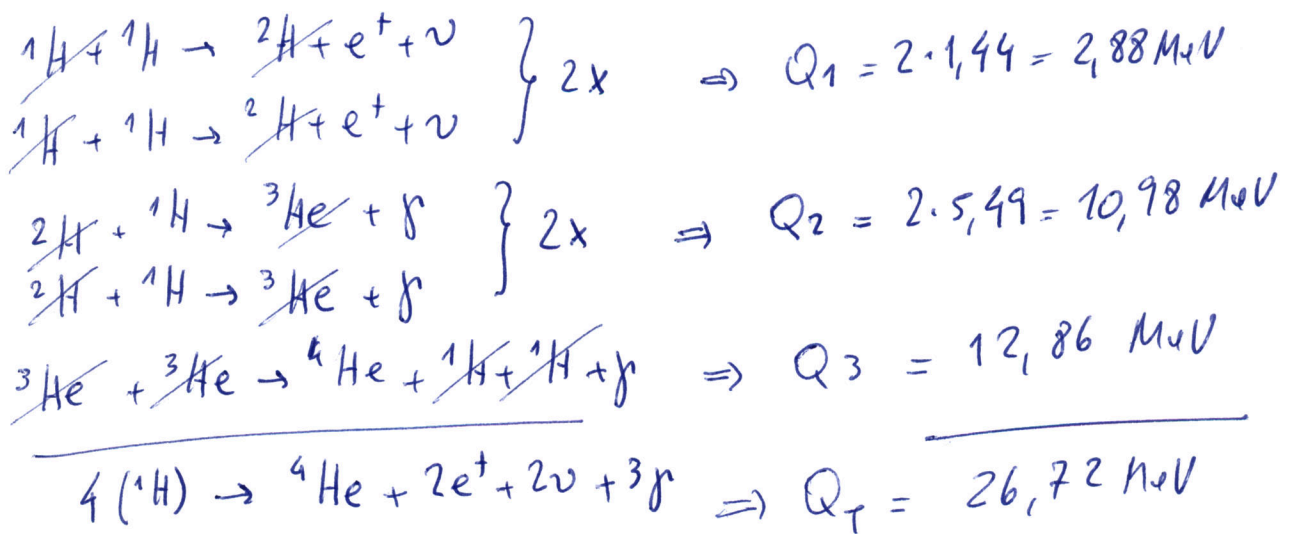 ¹H + ¹H → ²H + e⁺ + ν } 2x ⇒ Q1 = 2·1,44 = 2,88 MeV
¹H + ¹H → ²H + e⁺ + ν
²H + ¹H → ³He + γ } 2x ⇒ Q2 = 2·5,49 = 10,98 MeV
²H + ¹H → ³He + γ
³He + ³He → ⁴He + ¹H + ¹H + γ ⇒ Q3 = 12,86 MeV
4(¹H) → ⁴He + 2e⁺ + 2ν + 3γ ⇒ Q_T = 26,72 MeV